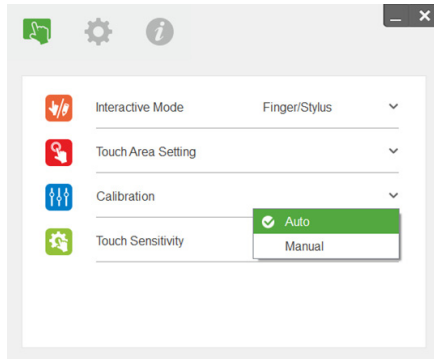 Interactive Mode Finger/Stylus
Touch Area Setting
Calibration
Auto
Touch Sensitivity
Manual